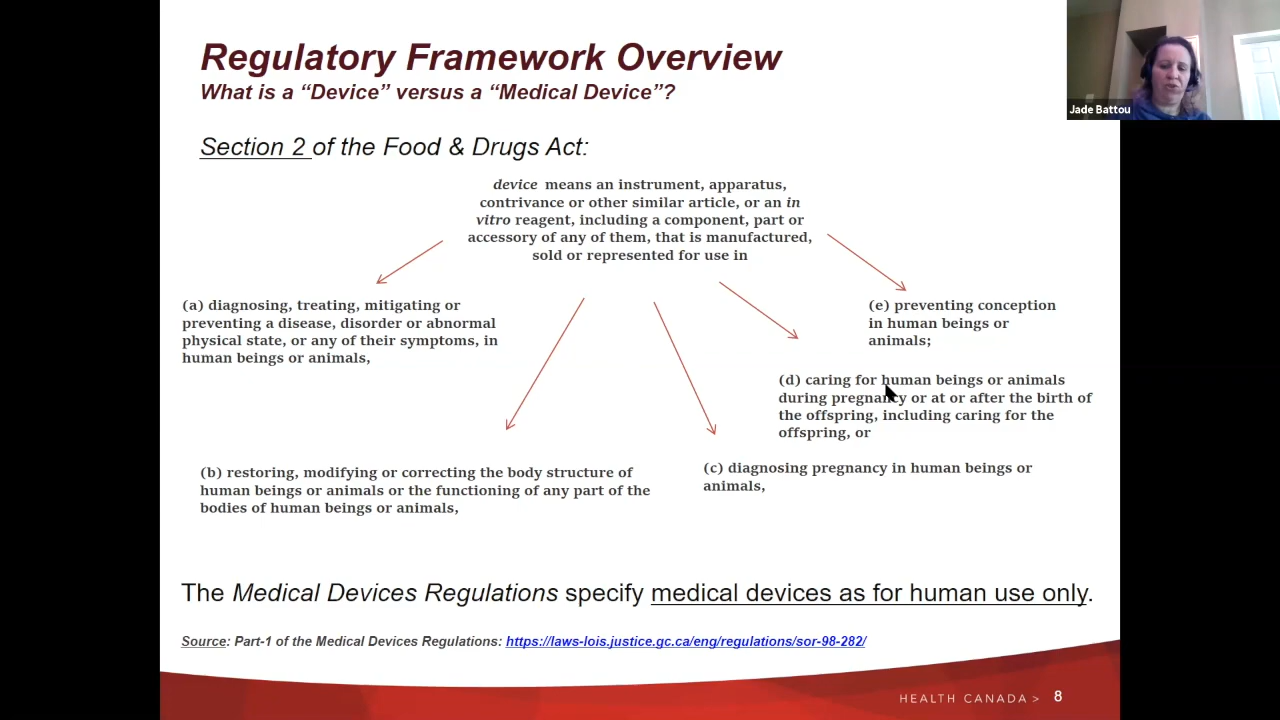 Regulatory Framework Overview
What is a “Device” versus a “Medical Device”?
Jade Battou
Section 2 of the Food & Drugs Act:
device means an instrument, apparatus,
contrivance or other similar article, or an in
vitro reagent, including a component, part or
accessory of any of them, that is manufactured,
sold or represented for use in
(a) diagnosing, treating, mitigating or
preventing a disease, disorder or abnormal
physical state, or any of their symptoms, in
human beings or animals,
(b) restoring, modifying or correcting the body structure of
human beings or animals or the functioning of any part of the
bodies of human beings or animals,
(c) diagnosing pregnancy in human beings or
animals,
(d) caring for human beings or animals
during pregnancy or at or after the birth of
the offspring, including caring for the
offspring, or
(e) preventing conception
in human beings or
animals;
The Medical Devices Regulations specify medical devices as for human use only.
Source: Part-1 of the Medical Devices Regulations: https://laws-lois.justice.gc.ca/eng/regulations/sor-98-282/
HEALTH CANADA > 8